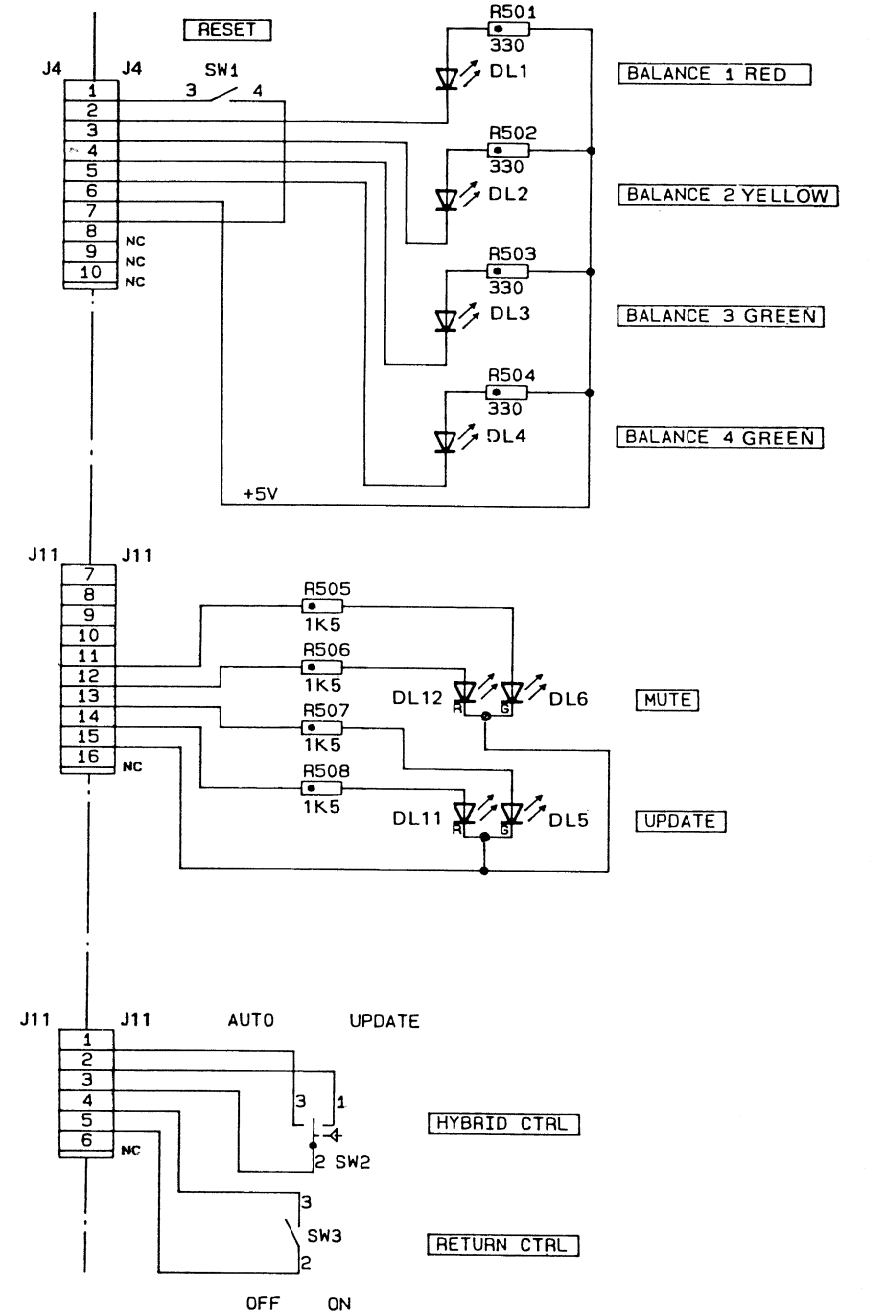 RESET
R501
330
DL1
BALANCE 1 RED
J4 J4
SW1
3 4
1
2
3
4
5
6
7
8
9
10
NC
NC
NC
R502
330
DL2
BALANCE 2 YELLOW
R503
330
DL3
BALANCE 3 GREEN
R504
330
DL4
BALANCE 4 GREEN
+5V
J11 J11
7
8
9
10
11
12
13
14
15
16
NC
R505
1K5
R506
1K5
R507
1K5
R508
1K5
DL12
R
G
DL6
MUTE
DL11
R
G
DL5
UPDATE
J11 J11
AUTO UPDATE
1
2
3
4
5
6
NC
3 1
2 SW2
HYBRID CTRL
3
SW3
2
RETURN CTRL
OFF ON